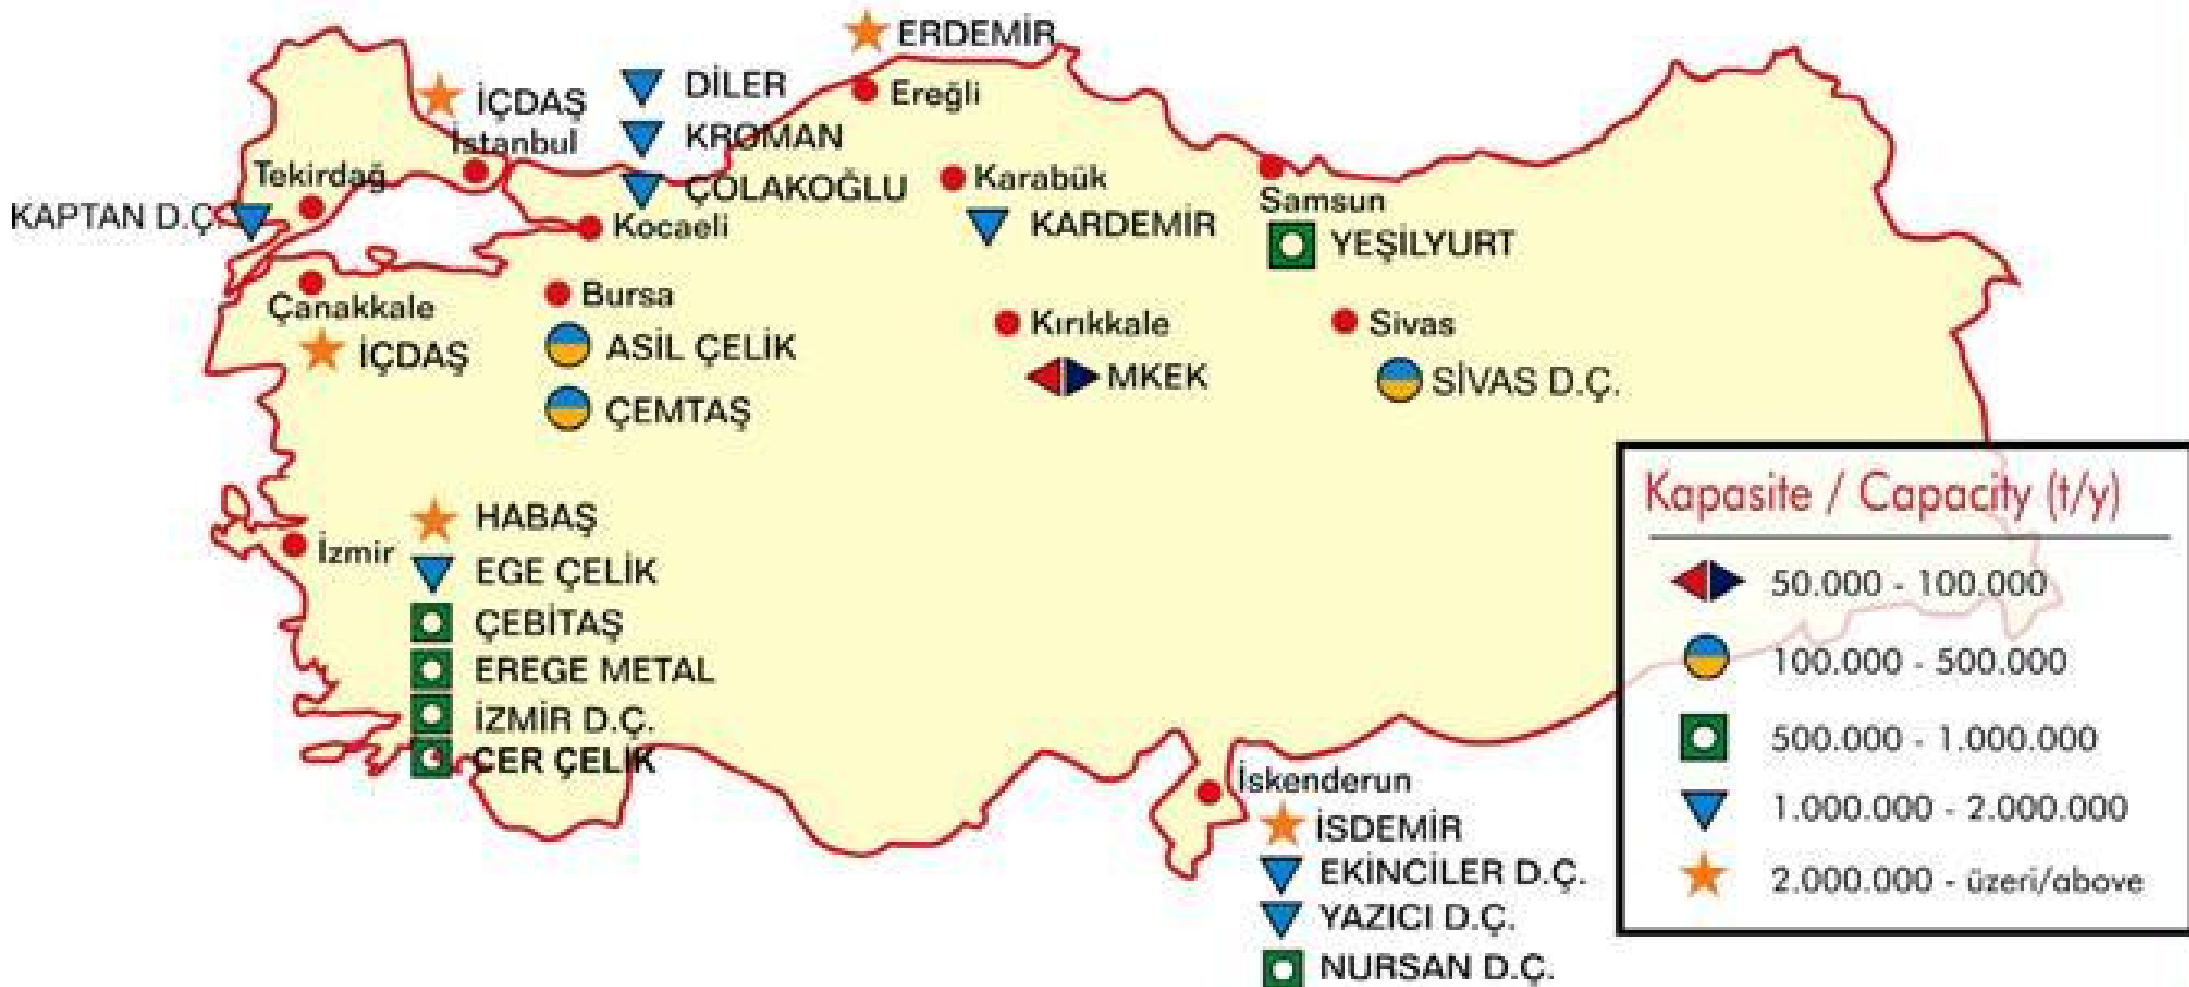 ERDEMİR
Ereğli
İÇDAŞ
İstanbul
DİLER
KROMAN
ÇOLAKOĞLU
Kocaeli
Tekirdağ
KAPTAN D.Ç.
Karabük
KARDEMİR
Samsun
YEŞİLYURT
Çanakkale
İÇDAŞ
Bursa
ASİL ÇELİK
ÇEMTAŞ
Kırıkkale
MKEK
Sivas
SİVAS D.Ç.
İzmir
HABAŞ
EGE ÇELİK
ÇEBİTAŞ
EREGE METAL
İZMİR D.Ç.
CER ÇELİK
İskenderun
İSDEMİR
EKİNCİLER D.Ç.
YAZICI D.Ç.
NURSAN D.Ç.
Kapasite / Capacity (t/y)
50.000 - 100.000
100.000 - 500.000
500.000 - 1.000.000
1.000.000 - 2.000.000
2.000.000 - üzeri/above